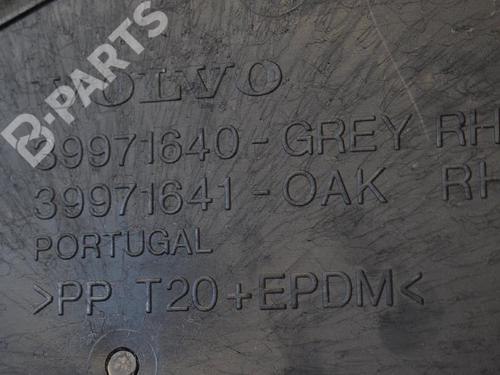 B-PARTS
VOLVO
39971640-GREY RH
39971641-OAK RH
PORTUGAL
>PP T20+EPDM<